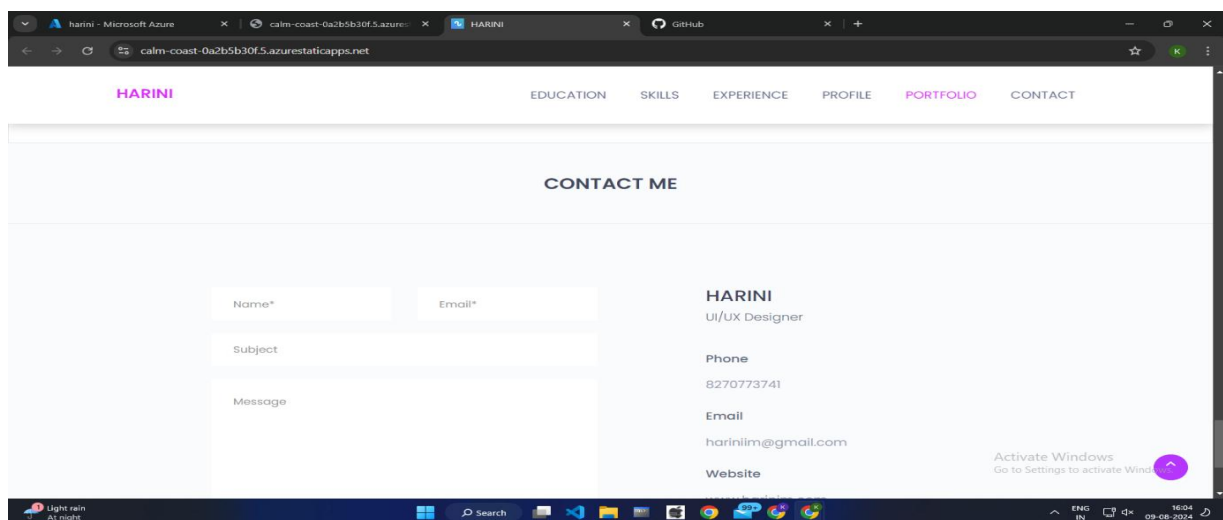 harini - Microsoft Azure
calm-coast-0a2b5b30f.5.azures
HARINI
GitHub
calm-coast-0a2b5b30f.5.azurestaticapps.net
K
HARINI
EDUCATION SKILLS EXPERIENCE PROFILE PORTFOLIO CONTACT
CONTACT ME
Name* Email*
Subject
Message
HARINI
UI/UX Designer
Phone
8270773741
Email
hariniim@gmail.com
Website
Activate Windows
Go to Settings to activate Windows.
1 Light rain
At night
Search
99+
ENG
IN
16:04
09-08-2024